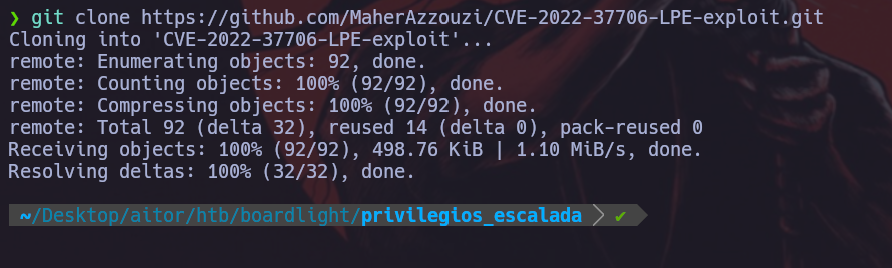 ❯ git clone https://github.com/MaherAzzouzi/CVE-2022-37706-LPE-exploit.git
Cloning into 'CVE-2022-37706-LPE-exploit'...
remote: Enumerating objects: 92, done.
remote: Counting objects: 100% (92/92), done.
remote: Compressing objects: 100% (92/92), done.
remote: Total 92 (delta 32), reused 14 (delta 0), pack-reused 0
Receiving objects: 100% (92/92), 498.76 KiB | 1.10 MiB/s, done.
Resolving deltas: 100% (32/32), done.
~/Desktop/aitor/htb/boardlight/privilegios_escalada ✔